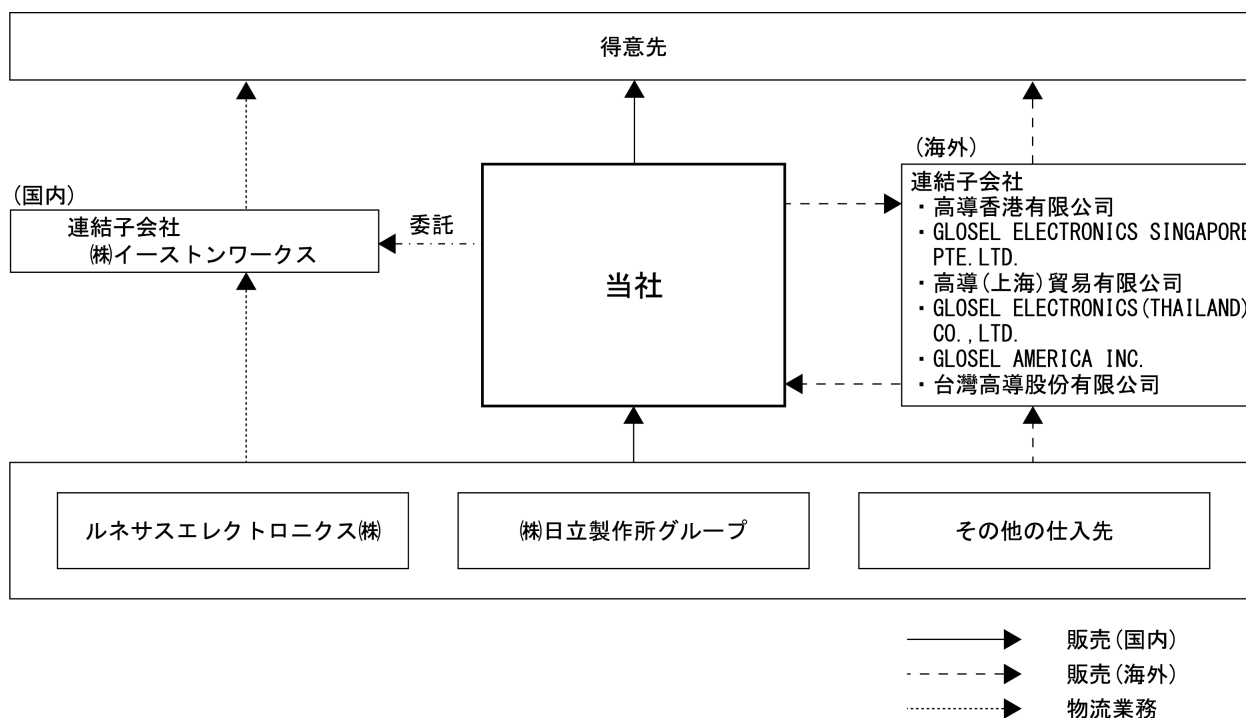 得意先
(海外)
(国内)
連結子会社
㈱イーストンワークス
委託
当社
連結子会社
・高導香港有限公司
・GLOSEL ELECTRONICS SINGAPORE
PTE.LTD.
・高導(上海)貿易有限公司
・GLOSEL ELECTRONICS(THAILAND)
CO.,LTD.
・GLOSEL AMERICA INC.
・台灣高導股份有限公司
ルネサスエレクトロニクス㈱
㈱日立製作所グループ
その他の仕入先
販売(国内)
販売(海外)
物流業務